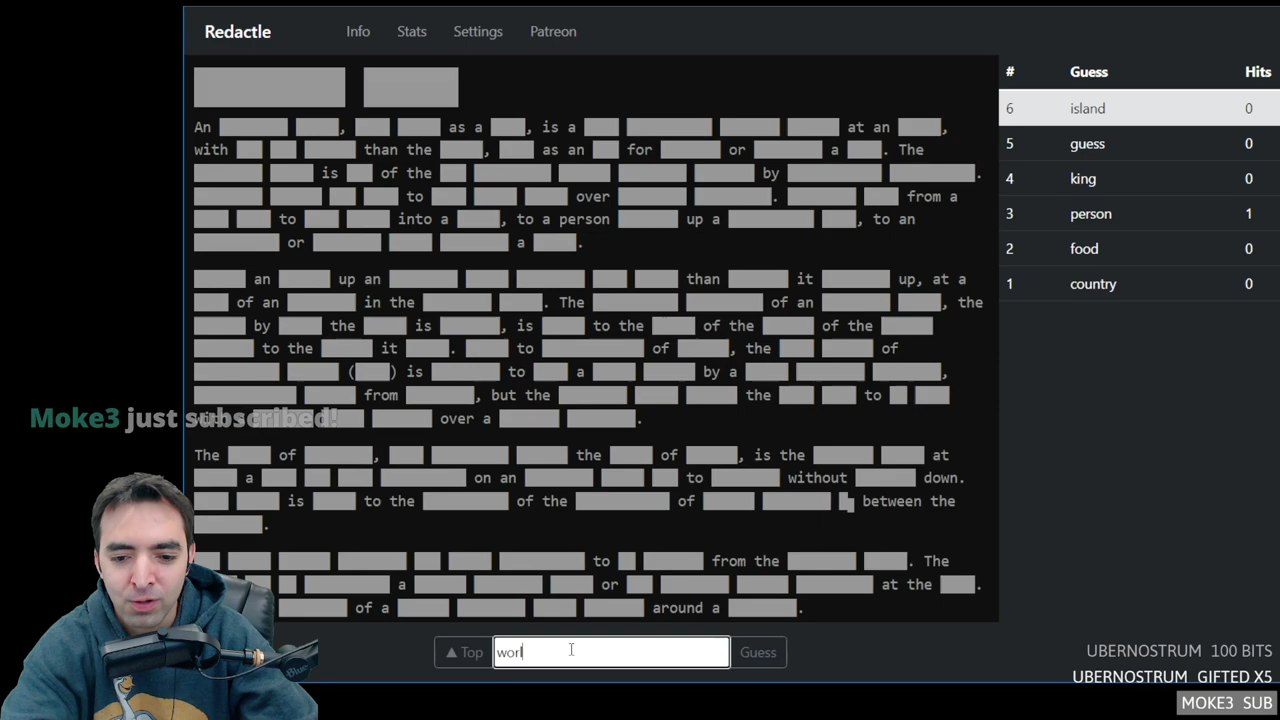 Redactle Info Stats Settings Patreon
# Guess Hits
6 island 0
5 guess 0
4 king 0
3 person 1
2 food 0
1 country 0
An , as a , is a at an ,
with than the , as an for or a . The
is of the by .
to over . from a
to into a , to a person up a , to an
or a .
an up an than it up, at a
of an in the . The of an , the
by the is , is to the of the of the
to the it . to of , the of
( ) is to a by a ,
from , but the the to
over a .
The of , the of , is the at
a on an to without down.
is to the of the of between the
.
to from the . The
a or at the .
of a around a .
Moke3 just subscribed!
▲ Top worl Guess
UBERNOSTRUM 100 BITS
UBERNOSTRUM GIFTED X5
MOKE3 SUB
Blue